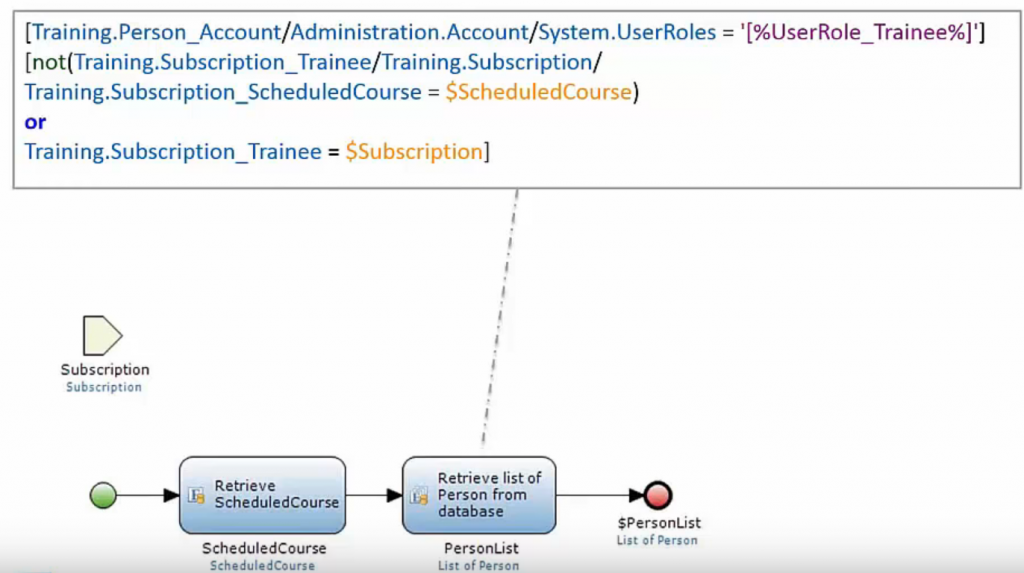 [Training.Person_Account/Administration.Account/System.UserRoles = '[%UserRole_Trainee%]']
[not(Training.Subscription_Trainee/Training.Subscription/
Training.Subscription_ScheduledCourse = $ScheduledCourse)
or
Training.Subscription_Trainee = $Subscription]
Subscription
Subscription
Retrieve
ScheduledCourse
ScheduledCourse
ScheduledCourse
Retrieve list of
Person from
database
PersonList
List of Person
$PersonList
List of Person